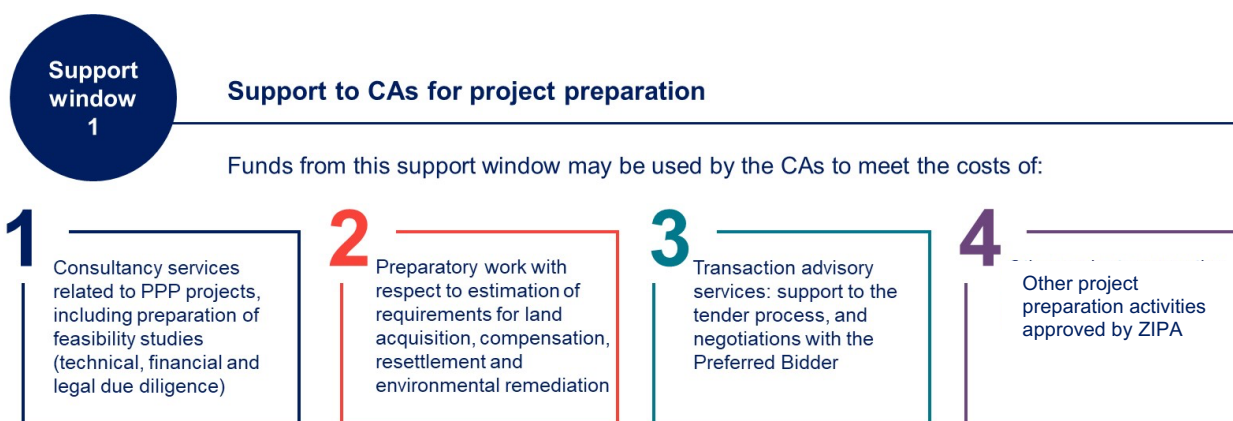 Support
window
1
Support to CAs for project preparation
Funds from this support window may be used by the CAs to meet the costs of:
1
Consultancy services
related to PPP projects,
including preparation of
feasibility studies
(technical, financial and
legal due diligence)
2
Preparatory work with
respect to estimation of
requirements for land
acquisition, compensation,
resettlement and
environmental remediation
3
Transaction advisory
services: support to the
tender process, and
negotiations with the
Preferred Bidder
4
Other project
preparation activities
approved by ZIPA